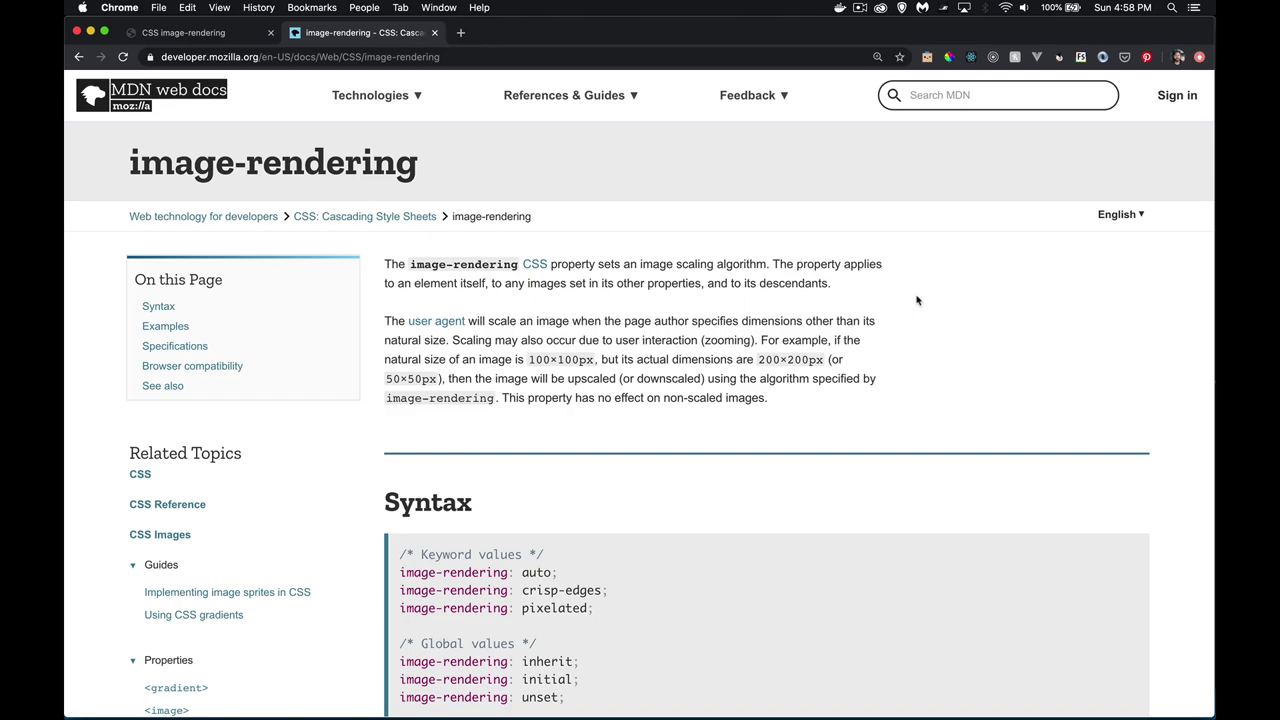 Chrome File Edit View History Bookmarks People Tab Window Help 100% Sun 4:58 PM
CSS image-rendering
image-rendering - CSS: Casca
developer.mozilla.org/en-US/docs/Web/CSS/image-rendering
MDN web docs
moz://a
Technologies ▼ References & Guides ▼ Feedback ▼ Search MDN Sign in
image-rendering
Web technology for developers > CSS: Cascading Style Sheets > image-rendering
English ▼
On this Page
Syntax
Examples
Specifications
Browser compatibility
See also
Related Topics
CSS
CSS Reference
CSS Images
▼ Guides
Implementing image sprites in CSS
Using CSS gradients
▼ Properties
<gradient>
<image>
The image-rendering CSS property sets an image scaling algorithm. The property applies
to an element itself, to any images set in its other properties, and to its descendants.
The user agent will scale an image when the page author specifies dimensions other than its
natural size. Scaling may also occur due to user interaction (zooming). For example, if the
natural size of an image is 100×100px, but its actual dimensions are 200×200px (or
50×50px), then the image will be upscaled (or downscaled) using the algorithm specified by
image-rendering. This property has no effect on non-scaled images.
Syntax
/* Keyword values */
image-rendering: auto;
image-rendering: crisp-edges;
image-rendering: pixelated;
/* Global values */
image-rendering: inherit;
image-rendering: initial;
image-rendering: unset;